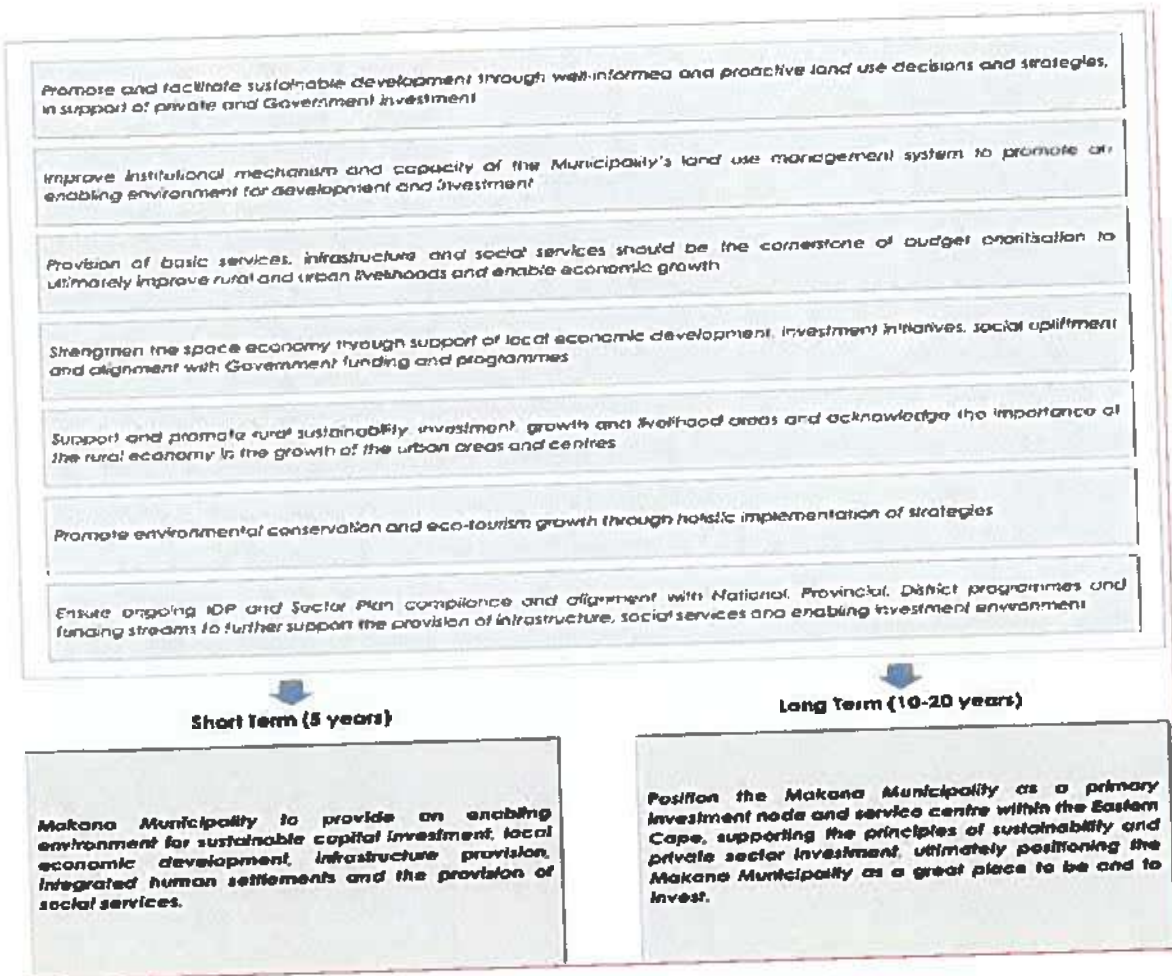 Promote and facilitate sustainable development through well-informed and proactive land use decisions and strategies,
in support of private and Government investment
Improve institutional mechanism and capacity of the Municipality's land use management system to promote an
enabling environment for development and investment
Provision of basic services, infrastructure and social services should be the cornerstone of budget prioritisation to
ultimately improve rural and urban livelihoods and enable economic growth
Strengthen the space economy through support of local economic development, investment initiatives, social upliftment
and alignment with Government funding and programmes
Support and promote rural sustainability, investment, growth and livelihood areas and acknowledge the importance of
the rural economy in the growth of the urban areas and centres
Promote environmental conservation and eco-tourism growth through holistic implementation of strategies
Ensure ongoing IDP and Sector Plan compliance and alignment with National, Provincial, District programmes and
funding streams to further support the provision of infrastructure, social services and enabling investment environment
Short Term (5 years)
Makana Municipality to provide an enabling
environment for sustainable capital investment, local
economic development, infrastructure provision,
integrated human settlements and the provision of
social services.
Long Term (10-20 years)
Position the Makana Municipality as a primary
investment node and service centre within the Eastern
Cape, supporting the principles of sustainability and
private sector investment, ultimately positioning the
Makana Municipality as a great place to be and to
invest.